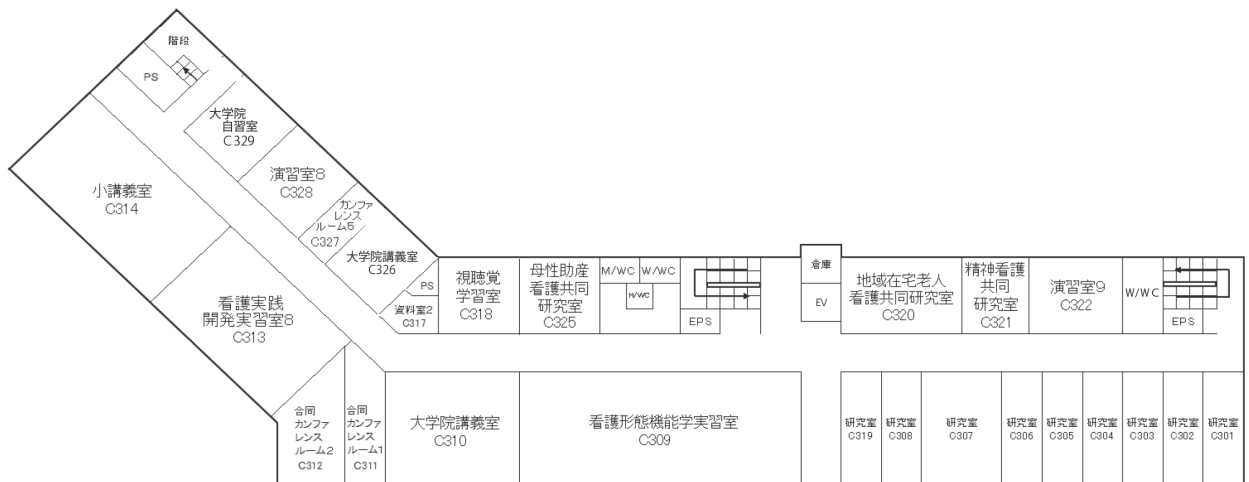 階段
PS
大学院
自習室
C329
演習室8
C328
カンファ
レンス
ルーム5
C327
小講義室
C314
大学院講義室
C326
PS
資料室2
C317
看護実践
開発実習室8
C313
視聴覚
学習室
C318
母性助産
看護共同
研究室
C325
M/WC
W/WC
H/WC
EPS
倉庫
EV
地域在宅老人
看護共同研究室
C320
精神看護
共同
研究室
C321
演習室9
C322
W/WC
EPS
合同
カンファ
レンス
ルーム2
C312
合同
カンファ
レンス
ルーム1
C311
大学院講義室
C310
看護形態機能学実習室
C309
研究室
C319
研究室
C308
研究室
C307
研究室
C306
研究室
C305
研究室
C304
研究室
C303
研究室
C302
研究室
C301